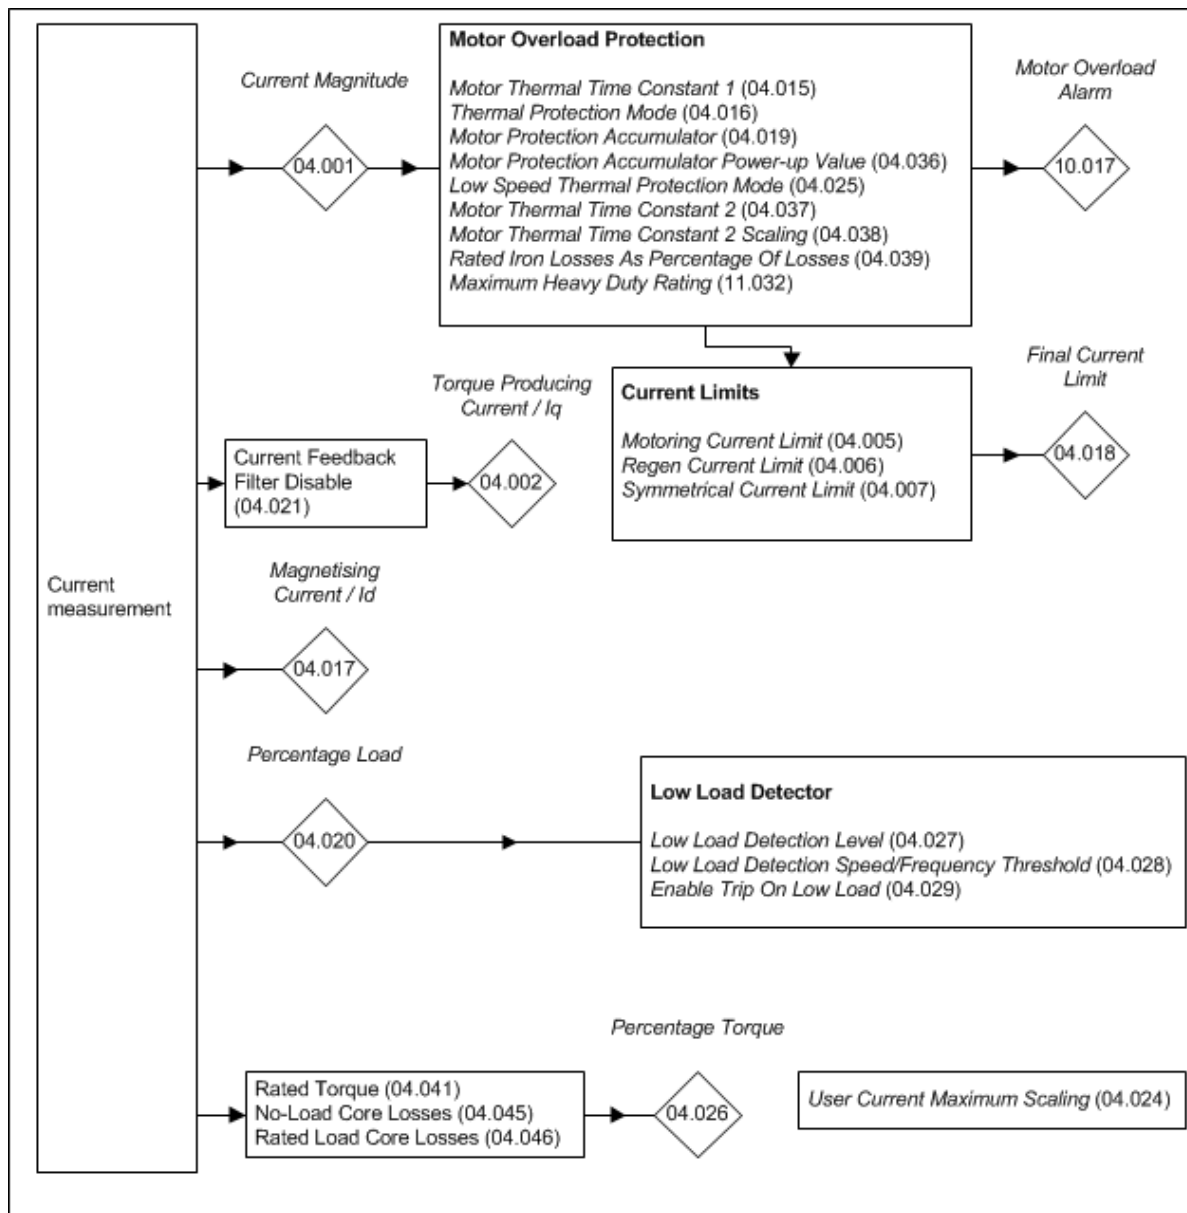 Current
measurement
Current Magnitude
04.001
Motor Overload Protection
Motor Thermal Time Constant 1 (04.015)
Thermal Protection Mode (04.016)
Motor Protection Accumulator (04.019)
Motor Protection Accumulator Power-up Value (04.036)
Low Speed Thermal Protection Mode (04.025)
Motor Thermal Time Constant 2 (04.037)
Motor Thermal Time Constant 2 Scaling (04.038)
Rated Iron Losses As Percentage Of Losses (04.039)
Maximum Heavy Duty Rating (11.032)
Motor Overload
Alarm
10.017
Current Feedback
Filter Disable
(04.021)
Torque Producing
Current / Iq
04.002
Current Limits
Motoring Current Limit (04.005)
Regen Current Limit (04.006)
Symmetrical Current Limit (04.007)
Final Current
Limit
04.018
Magnetising
Current / Id
04.017
Percentage Load
04.020
Low Load Detector
Low Load Detection Level (04.027)
Low Load Detection Speed/Frequency Threshold (04.028)
Enable Trip On Low Load (04.029)
Rated Torque (04.041)
No-Load Core Losses (04.045)
Rated Load Core Losses (04.046)
Percentage Torque
04.026
User Current Maximum Scaling (04.024)